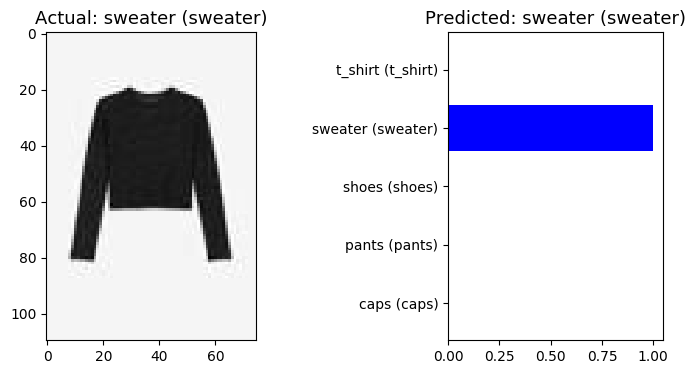 Actual: sweater (sweater)
0
20
40
60
80
100
0 20 40 60
Predicted: sweater (sweater)
t_shirt (t_shirt)
sweater (sweater)
shoes (shoes)
pants (pants)
caps (caps)
0.00 0.25 0.50 0.75 1.00